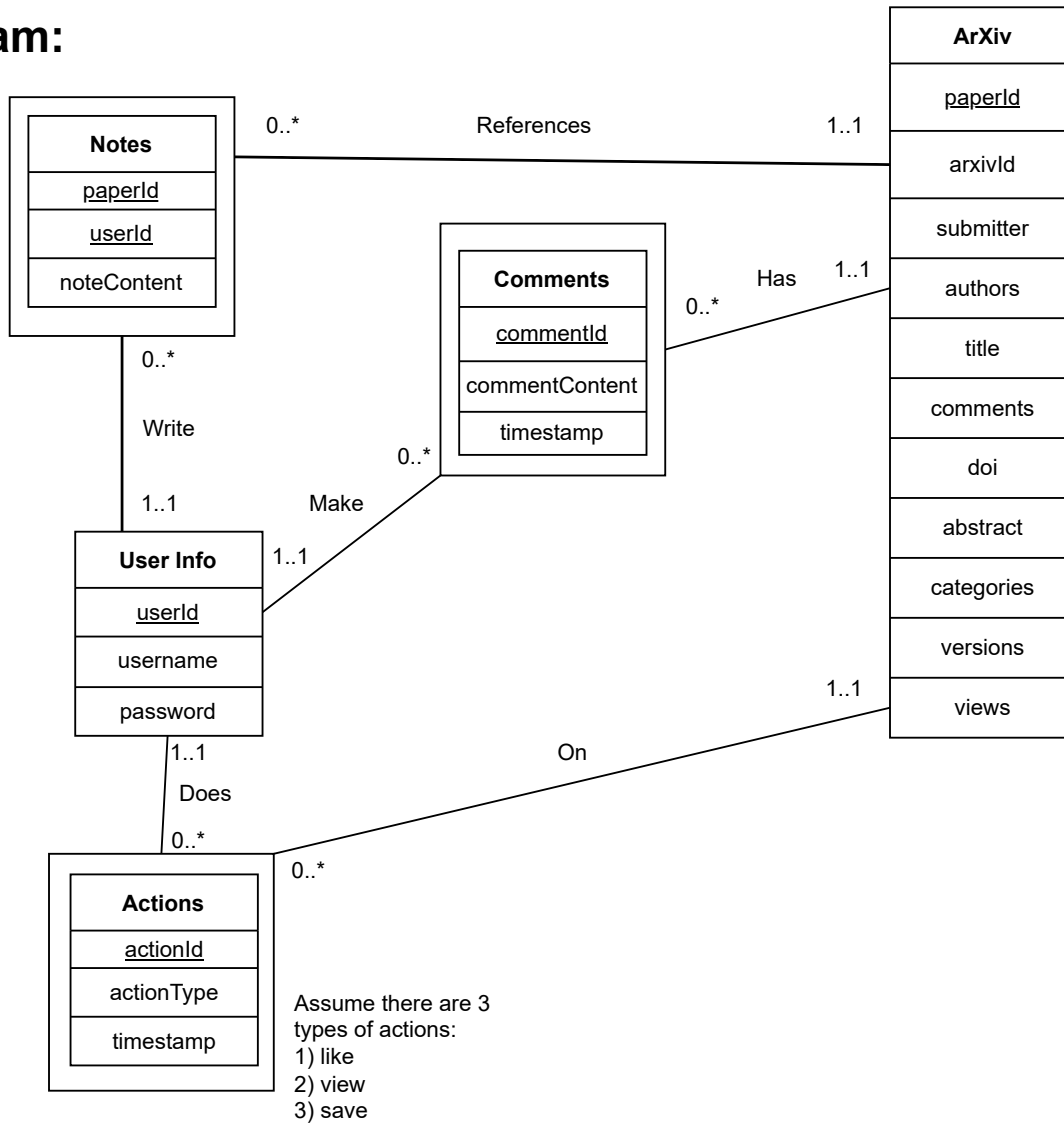 am:
Notes
paperId
userId
noteContent
0..*
References
1..1
ArXiv
paperId
arxivId
submitter
authors
title
comments
doi
abstract
categories
versions
views
Comments
commentId
commentContent
timestamp
Has
1..1
0..*
0..*
Write
1..1
0..*
Make
1..1
User Info
userId
username
password
1..1
Does
0..*
1..1
On
0..*
Actions
actionId
actionType
timestamp
Assume there are 3
types of actions:
1) like
2) view
3) save